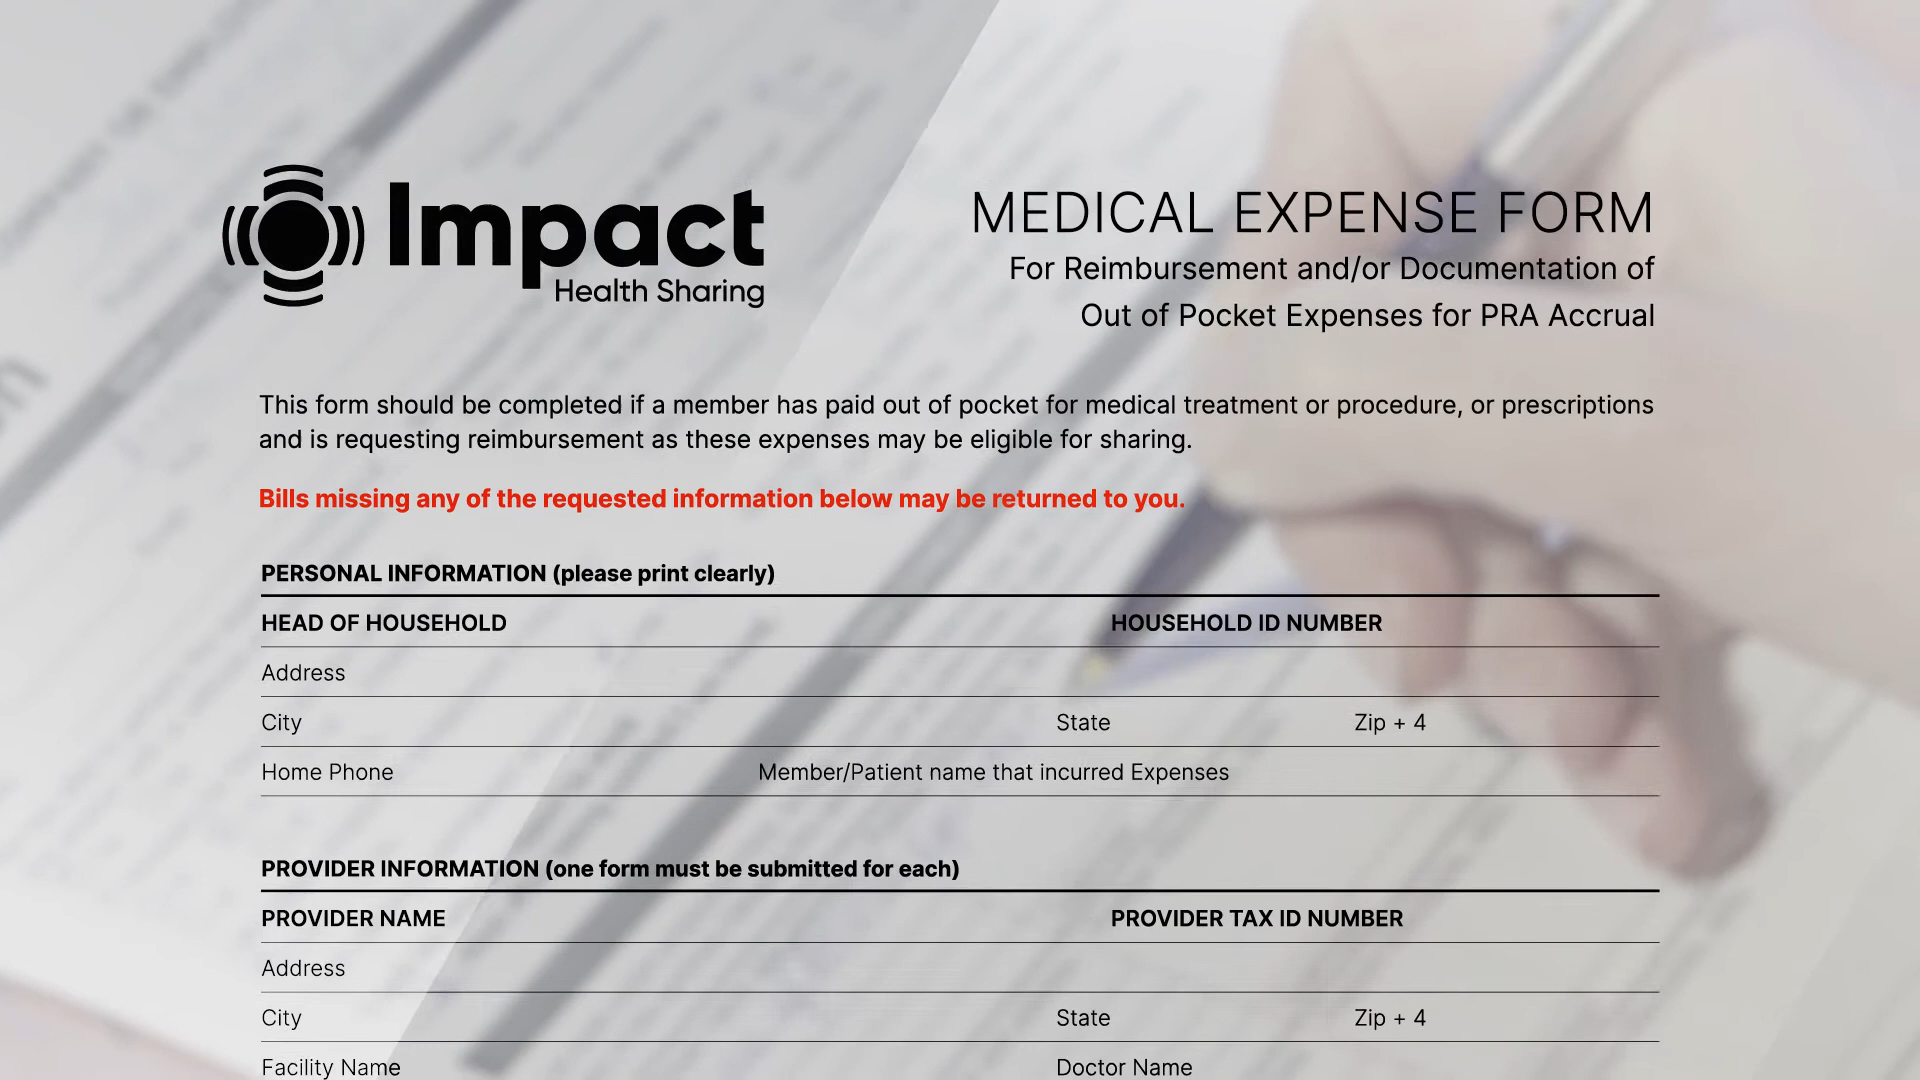 Impact
Health Sharing
MEDICAL EXPENSE FORM
For Reimbursement and/or Documentation of
Out of Pocket Expenses for PRA Accrual
This form should be completed if a member has paid out of pocket for medical treatment or procedure, or prescriptions
and is requesting reimbursement as these expenses may be eligible for sharing.
Bills missing any of the requested information below may be returned to you.
PERSONAL INFORMATION (please print clearly)
HEAD OF HOUSEHOLD HOUSEHOLD ID NUMBER
Address
City State Zip + 4
Home Phone Member/Patient name that incurred Expenses
PROVIDER INFORMATION (one form must be submitted for each)
PROVIDER NAME PROVIDER TAX ID NUMBER
Address
City State Zip + 4
Facility Name Doctor Name